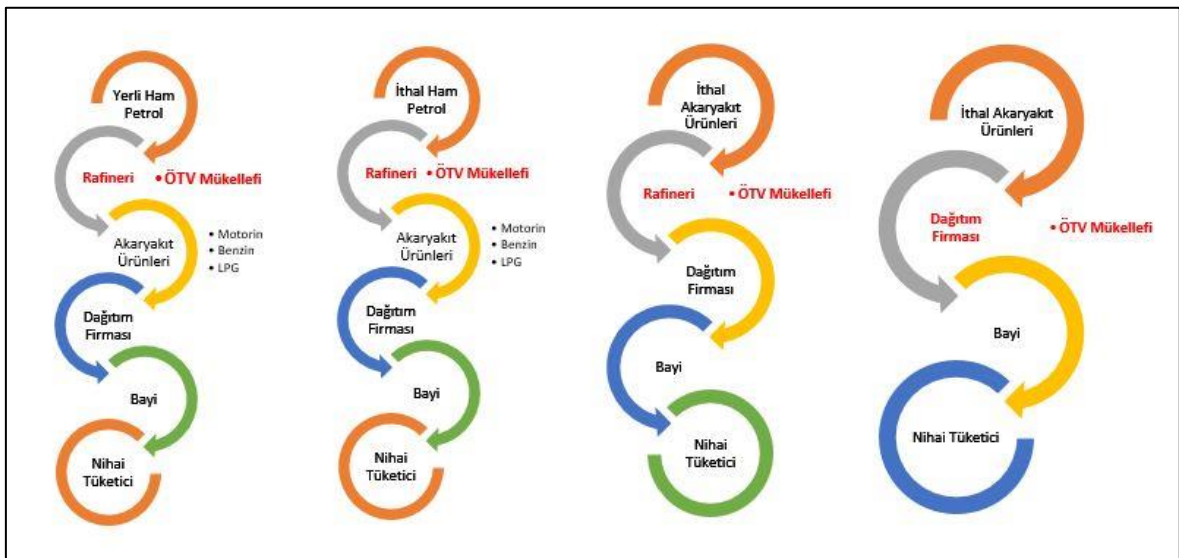 Yerli Ham
Petrol
Rafineri
• ÖTV Mükellefi
Akaryakıt
Ürünleri
• Motorin
• Benzin
• LPG
Dağıtım
Firması
Bayi
Nihai
Tüketici
İthal Ham
Petrol
Rafineri
• ÖTV Mükellefi
Akaryakıt
Ürünleri
• Motorin
• Benzin
• LPG
Dağıtım
Firması
Bayi
Nihai
Tüketici
İthal
Akaryakıt
Ürünleri
Rafineri
• ÖTV Mükellefi
Dağıtım
Firması
Bayi
Nihai
Tüketici
İthal Akaryakıt
Ürünleri
Dağıtım
Firması
• ÖTV Mükellefi
Bayi
Nihai Tüketici